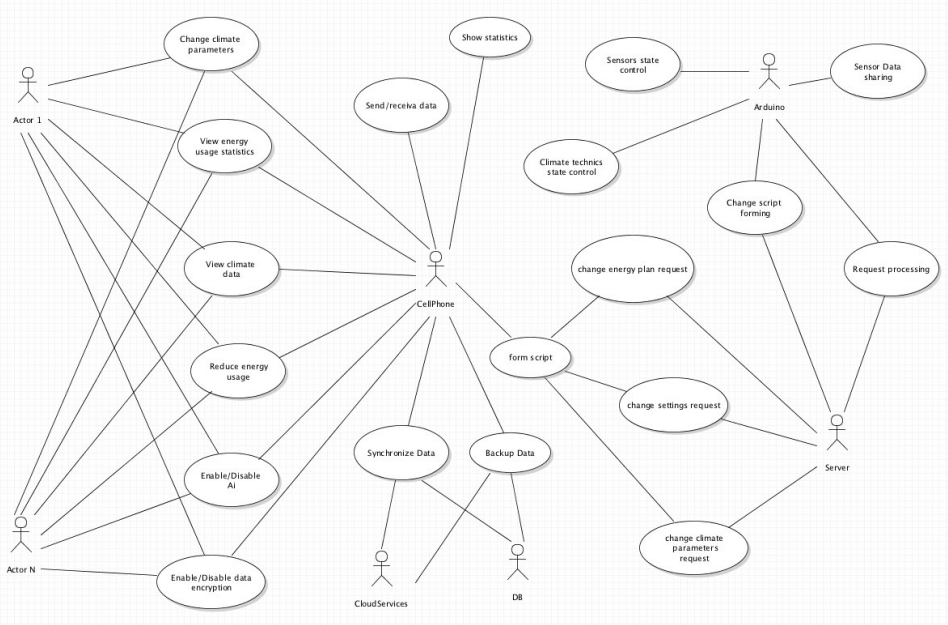 Change climate
parameters
Show statistics
Sensors state
control
Arduino
Sensor Data
sharing
Actor 1
Send/receiva data
View energy
usage statistics
Climate technics
state control
Change script
forming
View climate
data
change energy plan request
Request processing
CellPhone
form script
Reduce energy
usage
change settings request
Synchronize Data
Backup Data
Server
Enable/Disable
Ai
Actor N
change climate
parameters
request
Enable/Disable data
encryption
CloudServices
DB